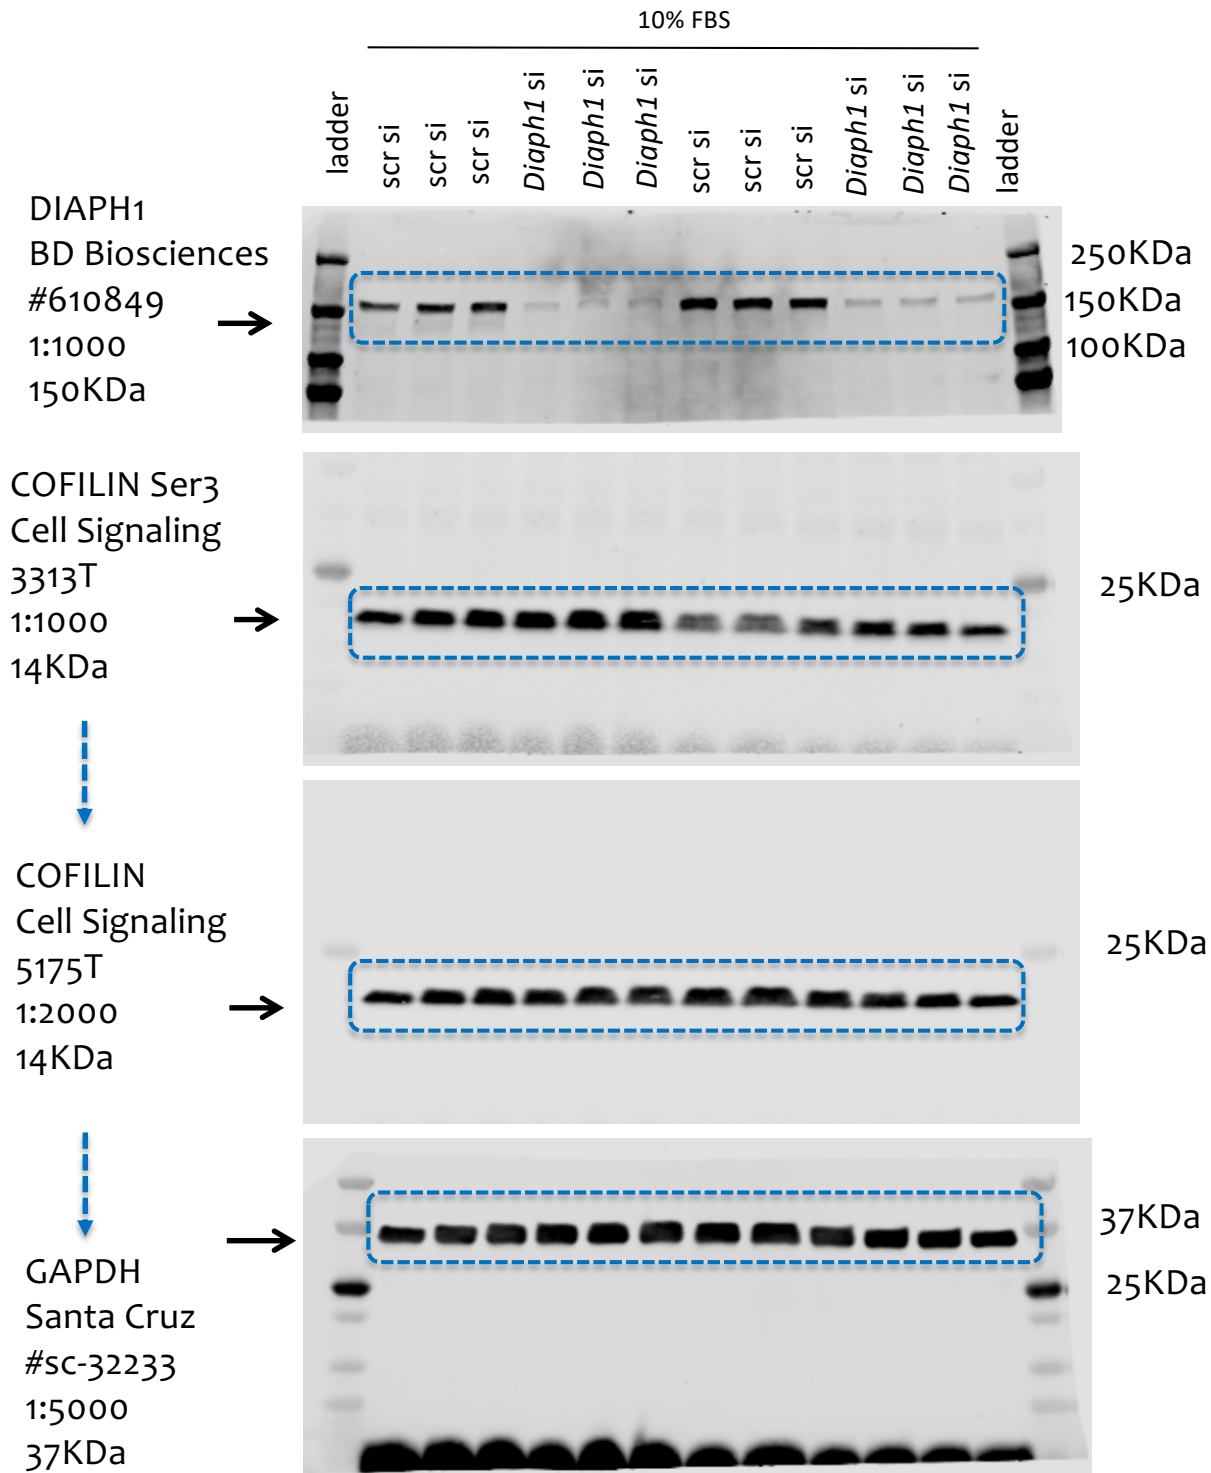 10% FBS
ladder
scr si
scr si
scr si
Diaph1 si
Diaph1 si
Diaph1 si
scr si
scr si
scr si
Diaph1 si
Diaph1 si
Diaph1 si
ladder
DIAPH1
BD Biosciences
#610849
1:1000
150KDa
250KDa
150KDa
100KDa
COFILIN Ser3
Cell Signaling
3313T
1:1000
14KDa
25KDa
COFILIN
Cell Signaling
5175T
1:2000
14KDa
25KDa
GAPDH
Santa Cruz
#sc-32233
1:5000
37KDa
37KDa
25KDa